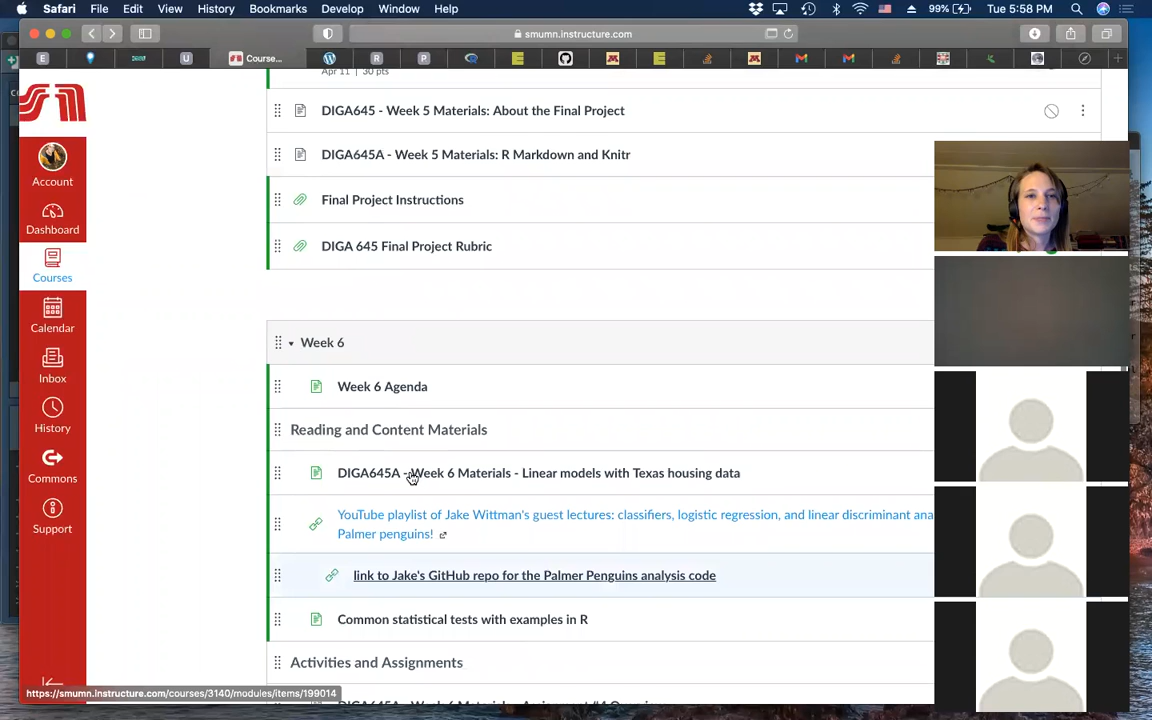 Safari File Edit View History Bookmarks Develop Window Help 99% Tue 5:58 PM
smumn.instructure.com
Course...
Apr 11 | 30 pts
DIGA645 - Week 5 Materials: About the Final Project
DIGA645A - Week 5 Materials: R Markdown and Knitr
Final Project Instructions
DIGA 645 Final Project Rubric
Week 6
Week 6 Agenda
Reading and Content Materials
DIGA645A - Week 6 Materials - Linear models with Texas housing data
YouTube playlist of Jake Wittman's guest lectures: classifiers, logistic regression, and linear discriminant ana
Palmer penguins!
link to Jake's GitHub repo for the Palmer Penguins analysis code
Common statistical tests with examples in R
Activities and Assignments
Account
Dashboard
Courses
Calendar
Inbox
History
Commons
Support
https://smumn.instructure.com/courses/3140/modules/items/199014